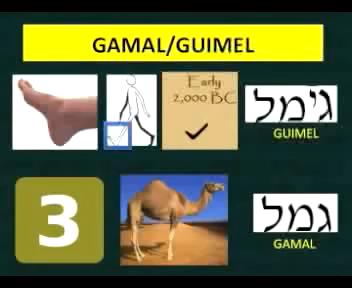 GAMAL/GUIMEL
Early
2,000 BC
גימל
GUIMEL
3
גמל
GAMAL